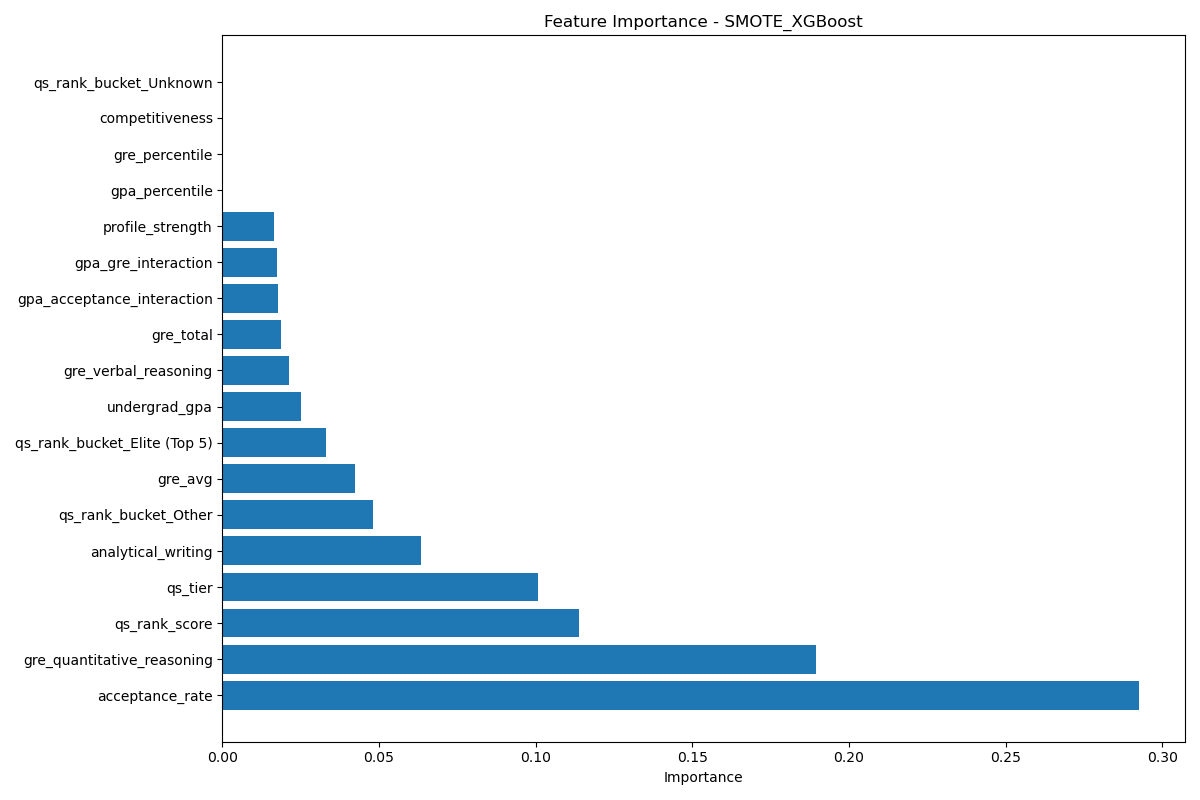 Feature Importance - SMOTE_XGBoost
qs_rank_bucket_Unknown
competitiveness
gre_percentile
gpa_percentile
profile_strength
gpa_gre_interaction
gpa_acceptance_interaction
gre_total
gre_verbal_reasoning
undergrad_gpa
qs_rank_bucket_Elite (Top 5)
gre_avg
qs_rank_bucket_Other
analytical_writing
qs_tier
qs_rank_score
gre_quantitative_reasoning
acceptance_rate
0.00 0.05 0.10 0.15 0.20 0.25 0.30
Importance